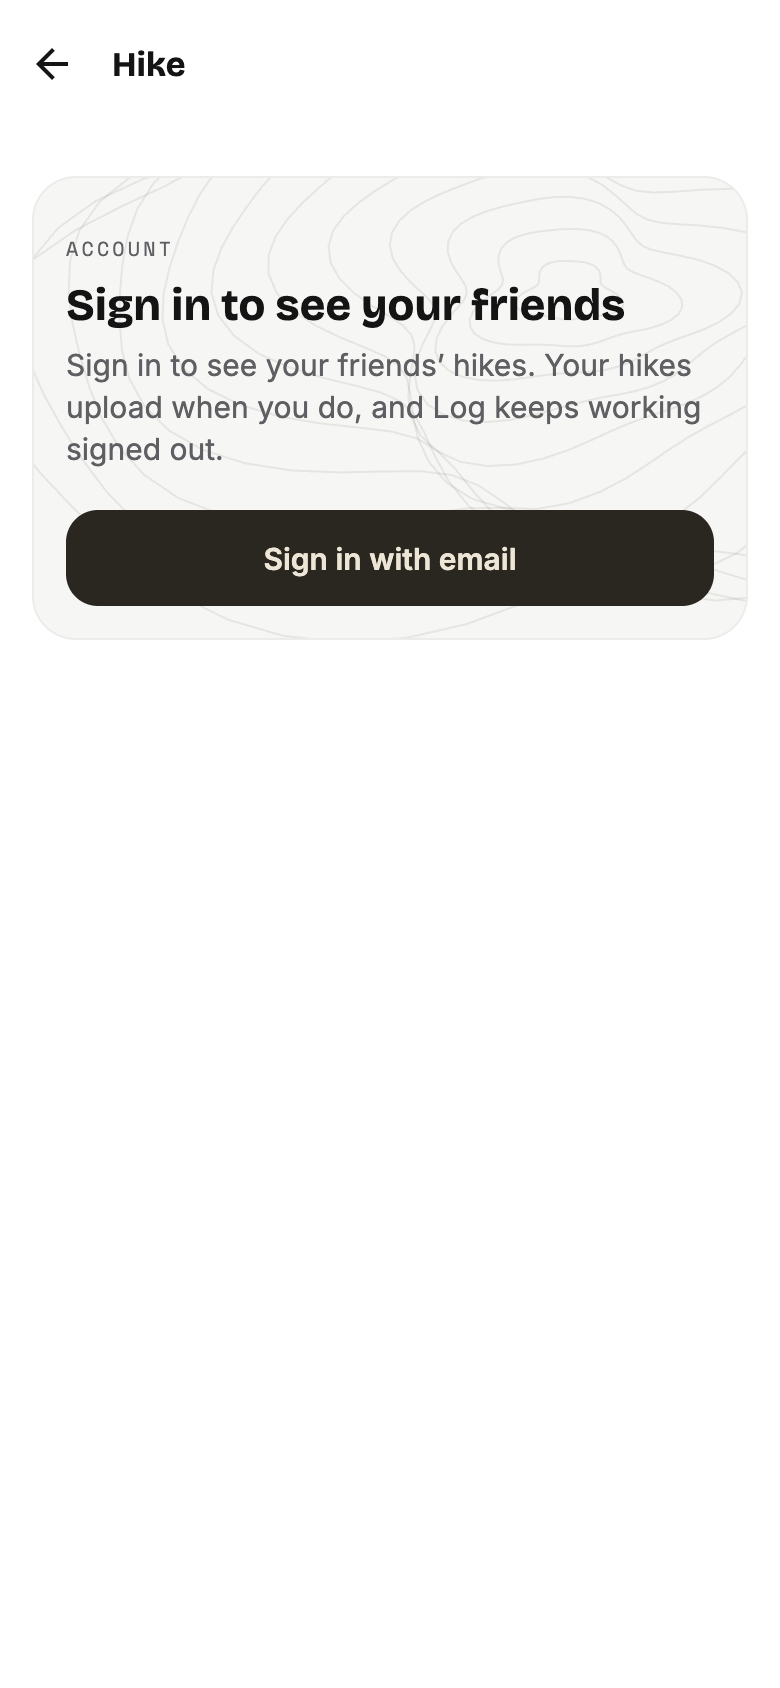 Hike
ACCOUNT
Sign in to see your friends
Sign in to see your friends’ hikes. Your hikes
upload when you do, and Log keeps working
signed out.
Sign in with email